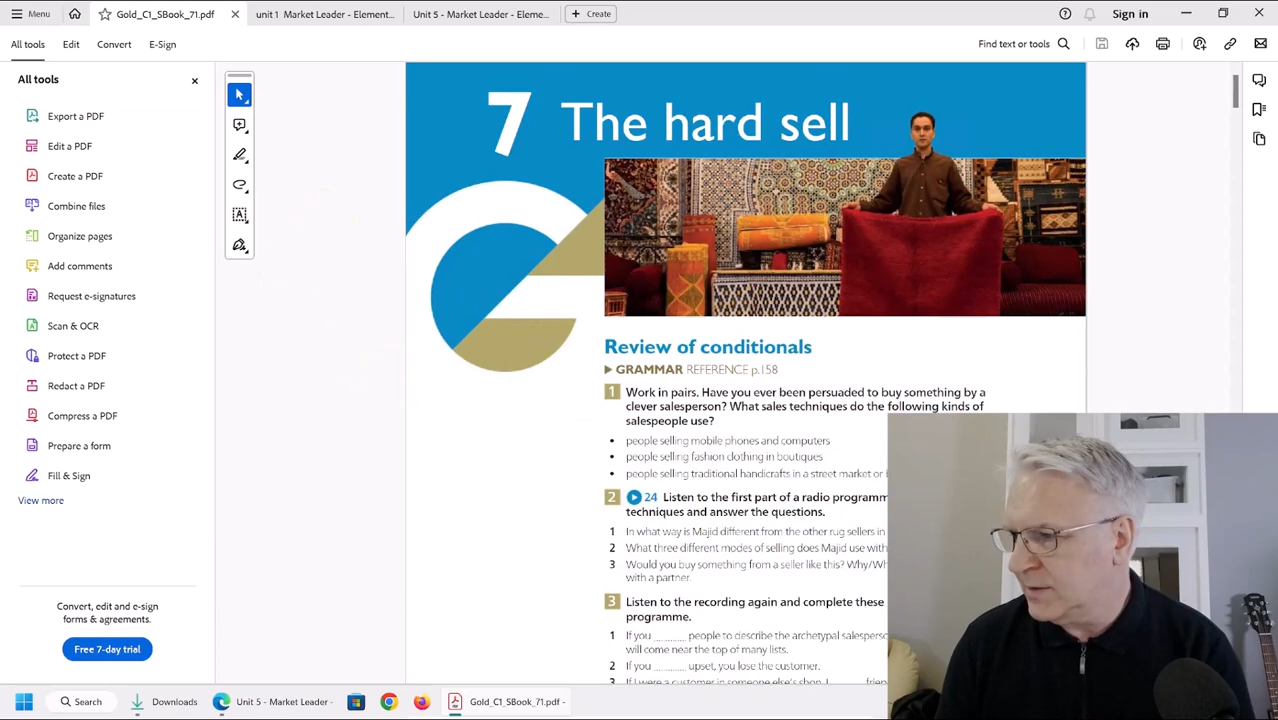 Menu
Gold_C1_SBook_71.pdf
unit 1 Market Leader - Element...
Unit 5 - Market Leader - Eleme...
Create
Sign in
All tools
Edit
Convert
E-Sign
Find text or tools
All tools
Export a PDF
Edit a PDF
Create a PDF
Combine files
Organize pages
Add comments
Request e-signatures
Scan & OCR
Protect a PDF
Redact a PDF
Compress a PDF
Prepare a form
Fill & Sign
View more
Convert, edit and e-sign
forms & agreements.
Free 7-day trial
7 The hard sell
Review of conditionals
GRAMMAR REFERENCE p.158
1 Work in pairs. Have you ever been persuaded to buy something by a
clever salesperson? What sales techniques do the following kinds of
salespeople use?
• people selling mobile phones and computers
• people selling fashion clothing in boutiques
• people selling traditional handicrafts in a street market or
2 24 Listen to the first part of a radio programm
techniques and answer the questions.
1 In what way is Majid different from the other rug sellers in
2 What three different modes of selling does Majid use with
3 Would you buy something from a seller like this? Why/Wh
with a partner.
3 Listen to the recording again and complete these
programme.
1 If you .......... people to describe the archetypal salesperso
will come near the top of many lists.
2 If you .......... upset, you lose the customer.
3 If I were a customer in someone else's shop, I .......... frien
Search
Downloads
Unit 5 - Market Leader -
Gold_C1_SBook_71.pdf -